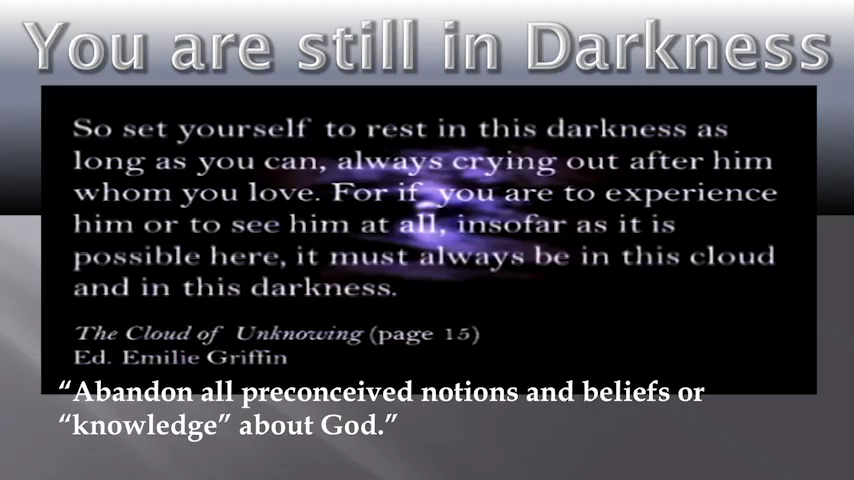 You are still in Darkness
So set yourself to rest in this darkness as
long as you can, always crying out after him
whom you love. For if you are to experience
him or to see him at all, insofar as it is
possible here, it must always be in this cloud
and in this darkness.
The Cloud of Unknowing (page 15)
Ed. Emilie Griffin
“Abandon all preconceived notions and beliefs or
“knowledge” about God.”